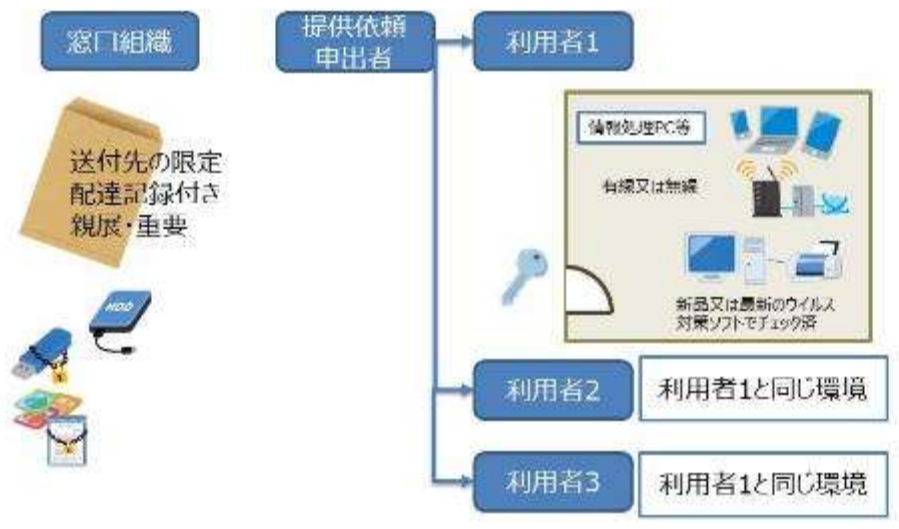 窓口組織
提供依頼
申出者
利用者1
送付先の限定
配達記録付き
親展・重要
HDD
情報処理PC等
有線又は無線
新品又は最新のウイルス
対策ソフトでチェック済
利用者2
利用者1と同じ環境
利用者3
利用者1と同じ環境